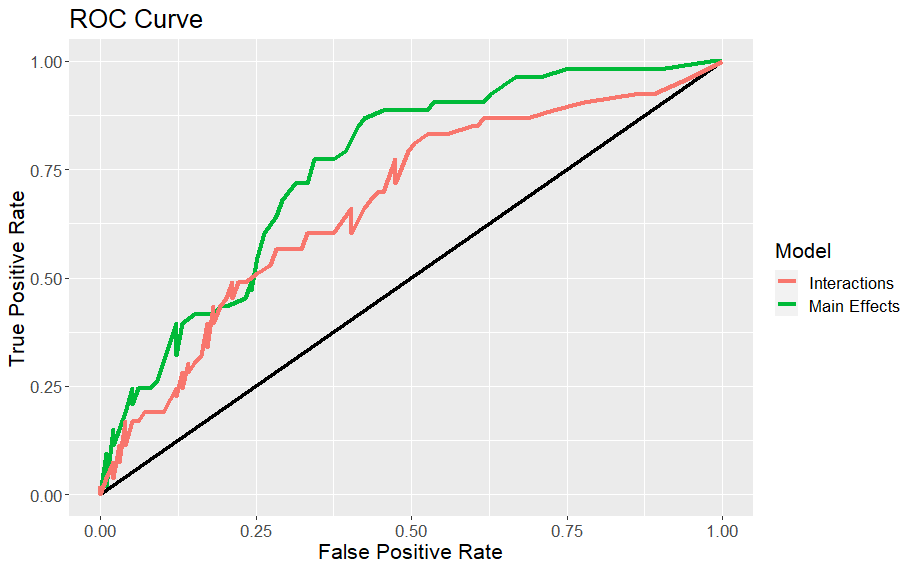 ROC Curve
True Positive Rate
1.00
0.75
0.50
0.25
0.00
0.00 0.25 0.50 0.75 1.00
False Positive Rate
Model
Interactions
Main Effects